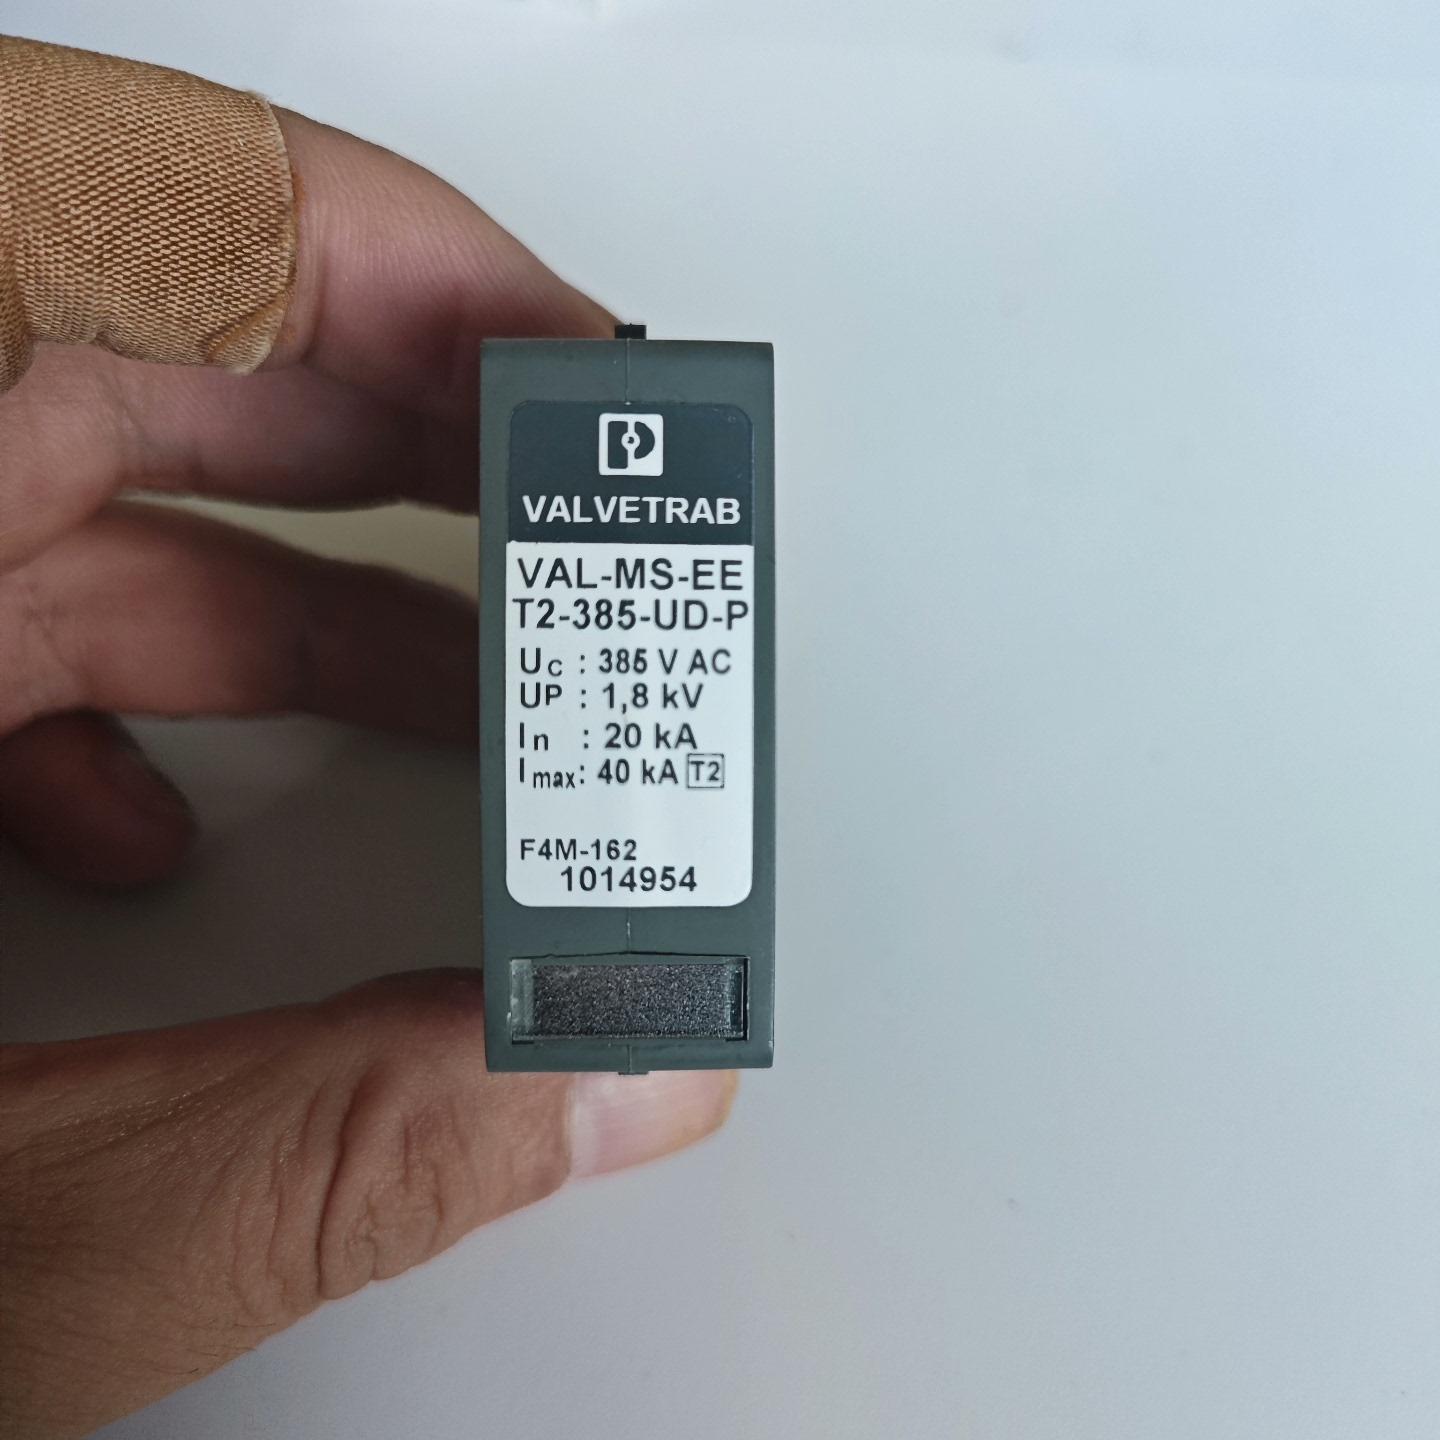 VALVETRAB
VAL-MS-EE
T2-385-UD-P
UC : 385 V AC
UP : 1,8 kV
In : 20 kA
Imax: 40 kA T2
F4M-162
1014954